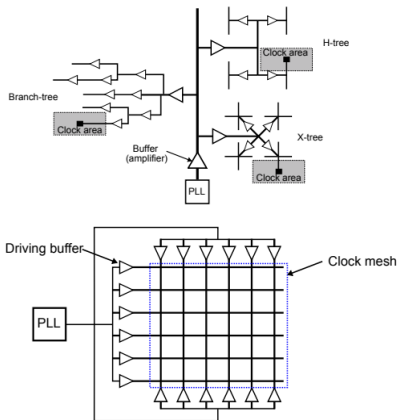 H-tree
Clock area
Branch-tree
Clock area
X-tree
Buffer
(amplifier)
Clock area
PLL
Driving buffer
Clock mesh
PLL